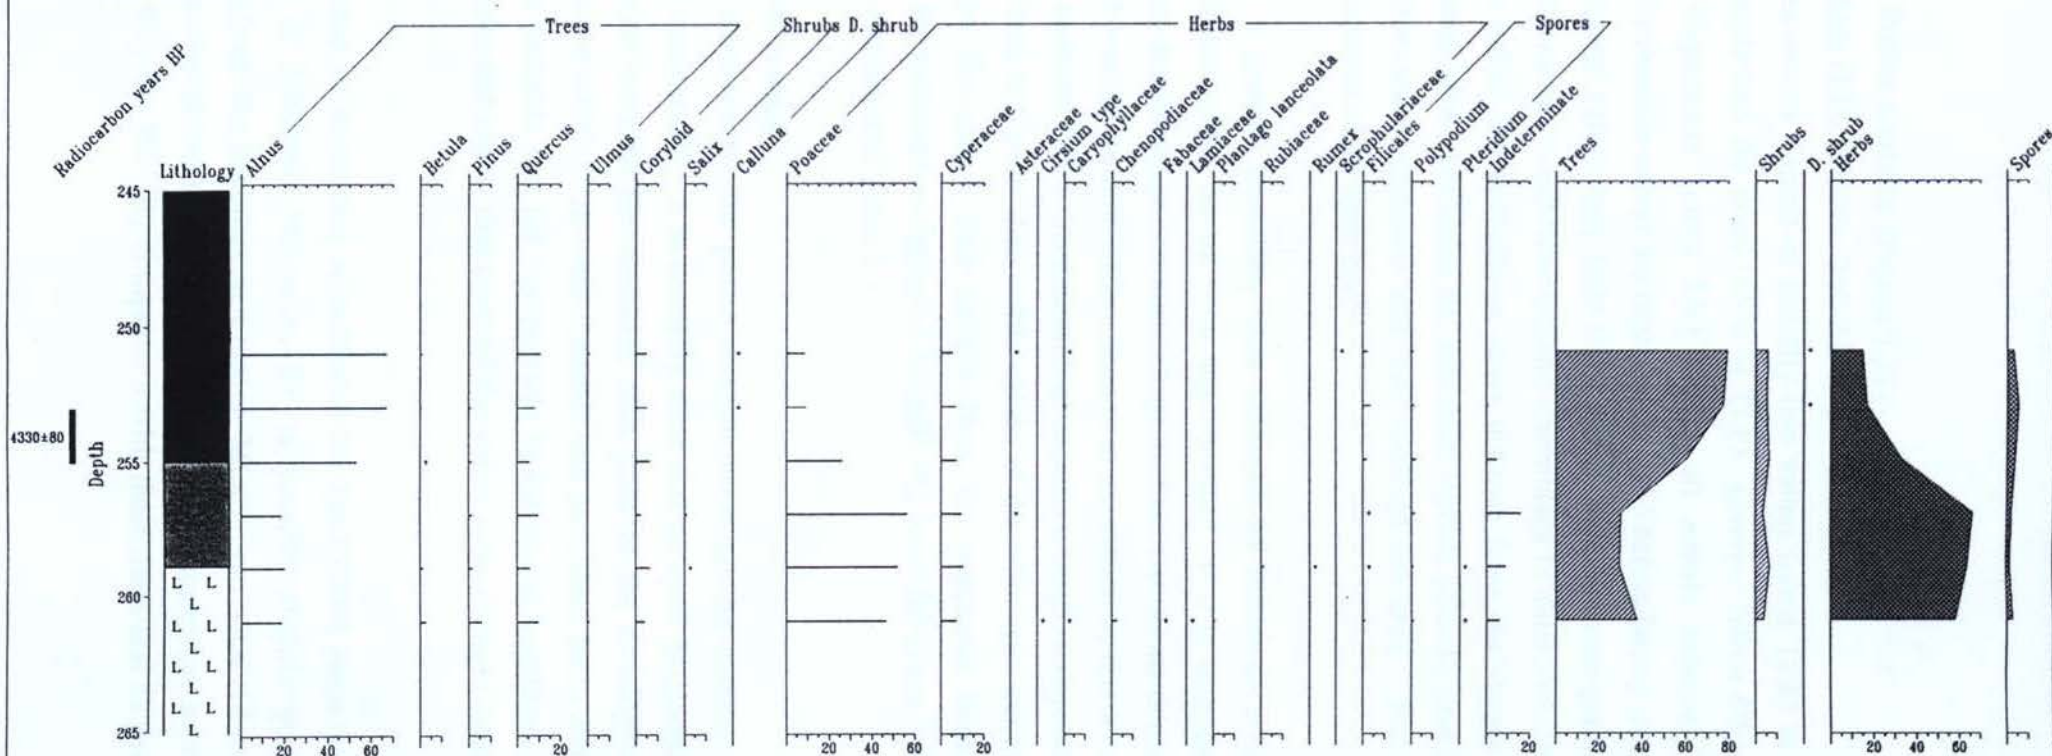 Trees Shrubs D. shrub Herbs Spores
Radiocarbon years BP
Lithology
Alnus
Betula
Pinus
Quercus
Ulmus
Coryloid
Salix
Calluna
Poaceae
Cyperaceae
Asteraceae
Cirsium type
Caryophyllaceae
Chenopodiaceae
Fabaceae
Lamiaceae
Plantago lanceolata
Rubiaceae
Rumex
Scrophulariaceae
Filicales
Polypodium
Pteridium
Indeterminate
Trees
Shrubs
D. shrub
Herbs
Spores
245
250
4330±80
Depth
255
260
265
L L
L
L L
L
L L
L
L L
L
20 40 60
20
20 40 60
20
20
20 40 60 80
20 40 60